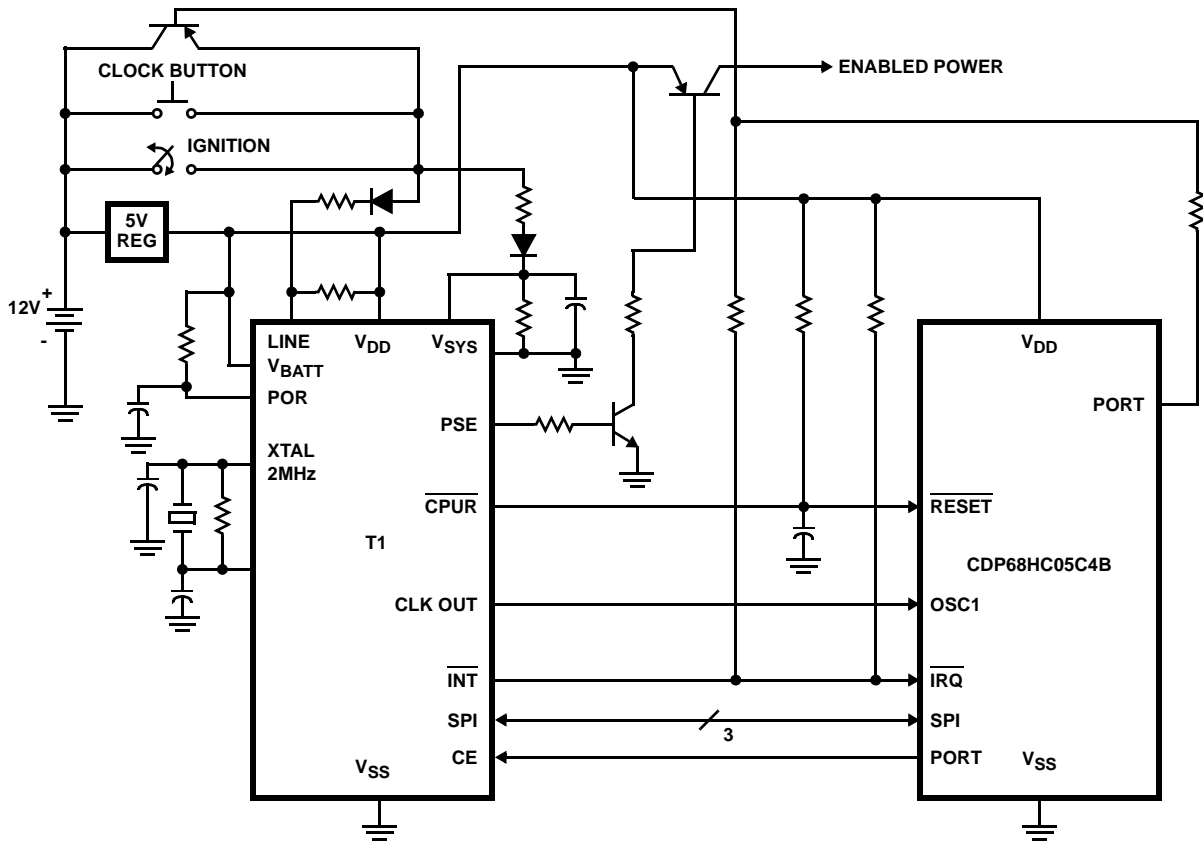 CLOCK BUTTON
ENABLED POWER
IGNITION
5V
REG
12V
+
-
LINE
VDD
VSYS
VBATT
POR
VDD
PORT
PSE
XTAL
2MHz
CPUR
RESET
T1
CDP68HC05C4B
CLK OUT
OSC1
INT
IRQ
SPI
3
SPI
CE
PORT
VSS
VSS